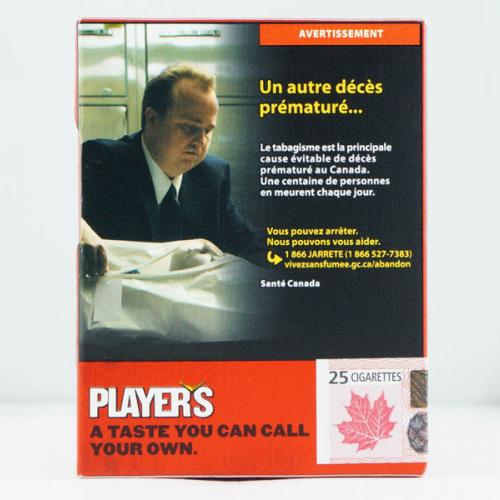 AVERTISSEMENT
Un autre décès
prématuré...
Le tabagisme est la principale
cause évitable de décès
prématuré au Canada.
Une centaine de personnes
en meurent chaque jour.
Vous pouvez arrêter.
Nous pouvons vous aider.
1 866 JARRETE (1 866 527-7383)
vivezsansfumee.gc.ca/abandon
Santé Canada
25 CIGARETTES
PLAYER'S
A TASTE YOU CAN CALL
YOUR OWN.